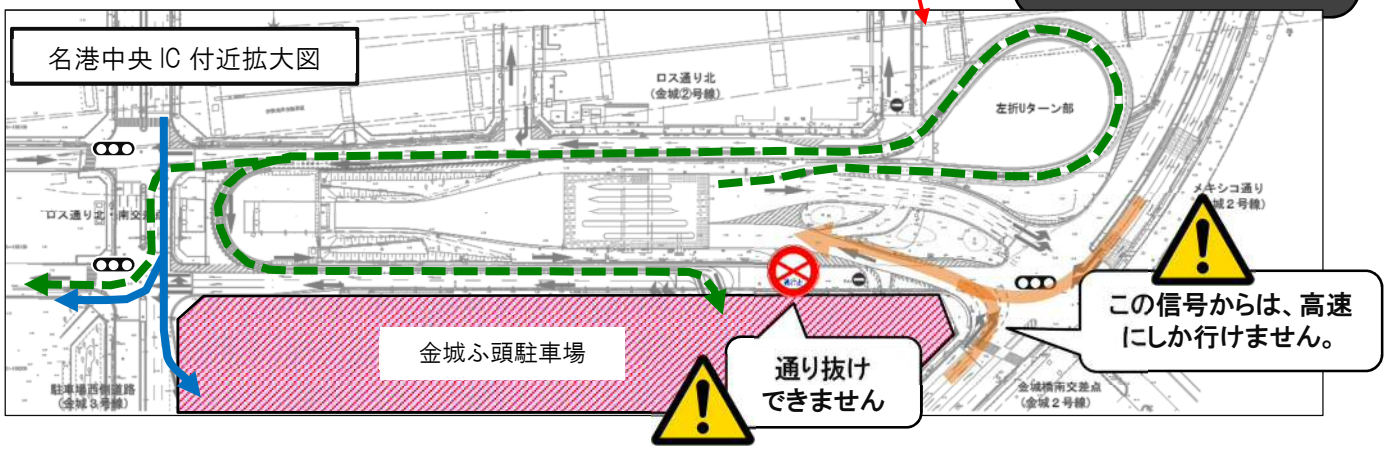 名港中央 IC 付近拡大図
ロス通り北
(金城②号線)
左折Uターン部
メキシコ通り
城2号線)
ロス通り北・南交差点
この信号からは、高速
にしか行けません。
金城ふ頭駐車場
通り抜け
できません
駐車場西側道路
(金城3号線)
金城橋南交差点
(金城2号線)